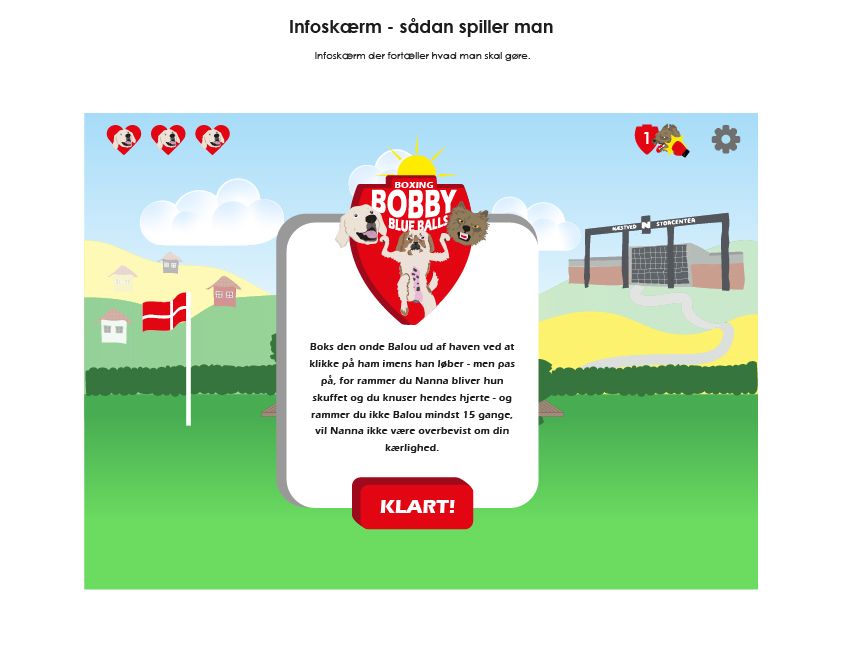 Infoskærm - sådan spiller man
Infoskærm der fortæller hvad man skal gøre.
1
BOXING
BOBBY
BLUE BALLS
NÆSTVED N STORCENTER
Boks den onde Balou ud af haven ved at
klikke på ham imens han løber - men pas
på, for rammer du Nanna bliver hun
skuffet og du knuser hendes hjerte - og
rammer du ikke Balou mindst 15 gange,
vil Nanna ikke være overbevist om din
kærlighed.
KLART!